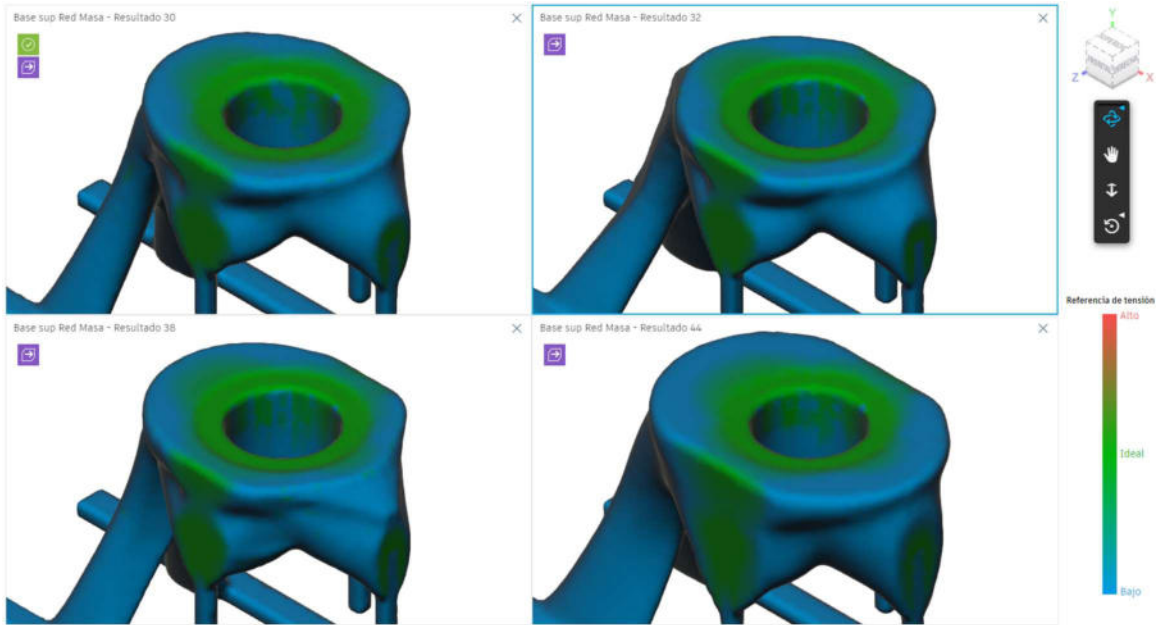 Base sup Red Masa - Resultado 30
Base sup Red Masa - Resultado 32
Base sup Red Masa - Resultado 38
Base sup Red Masa - Resultado 44
Y
Z
X
Referencia de tensión
Alto
Ideal
Bajo